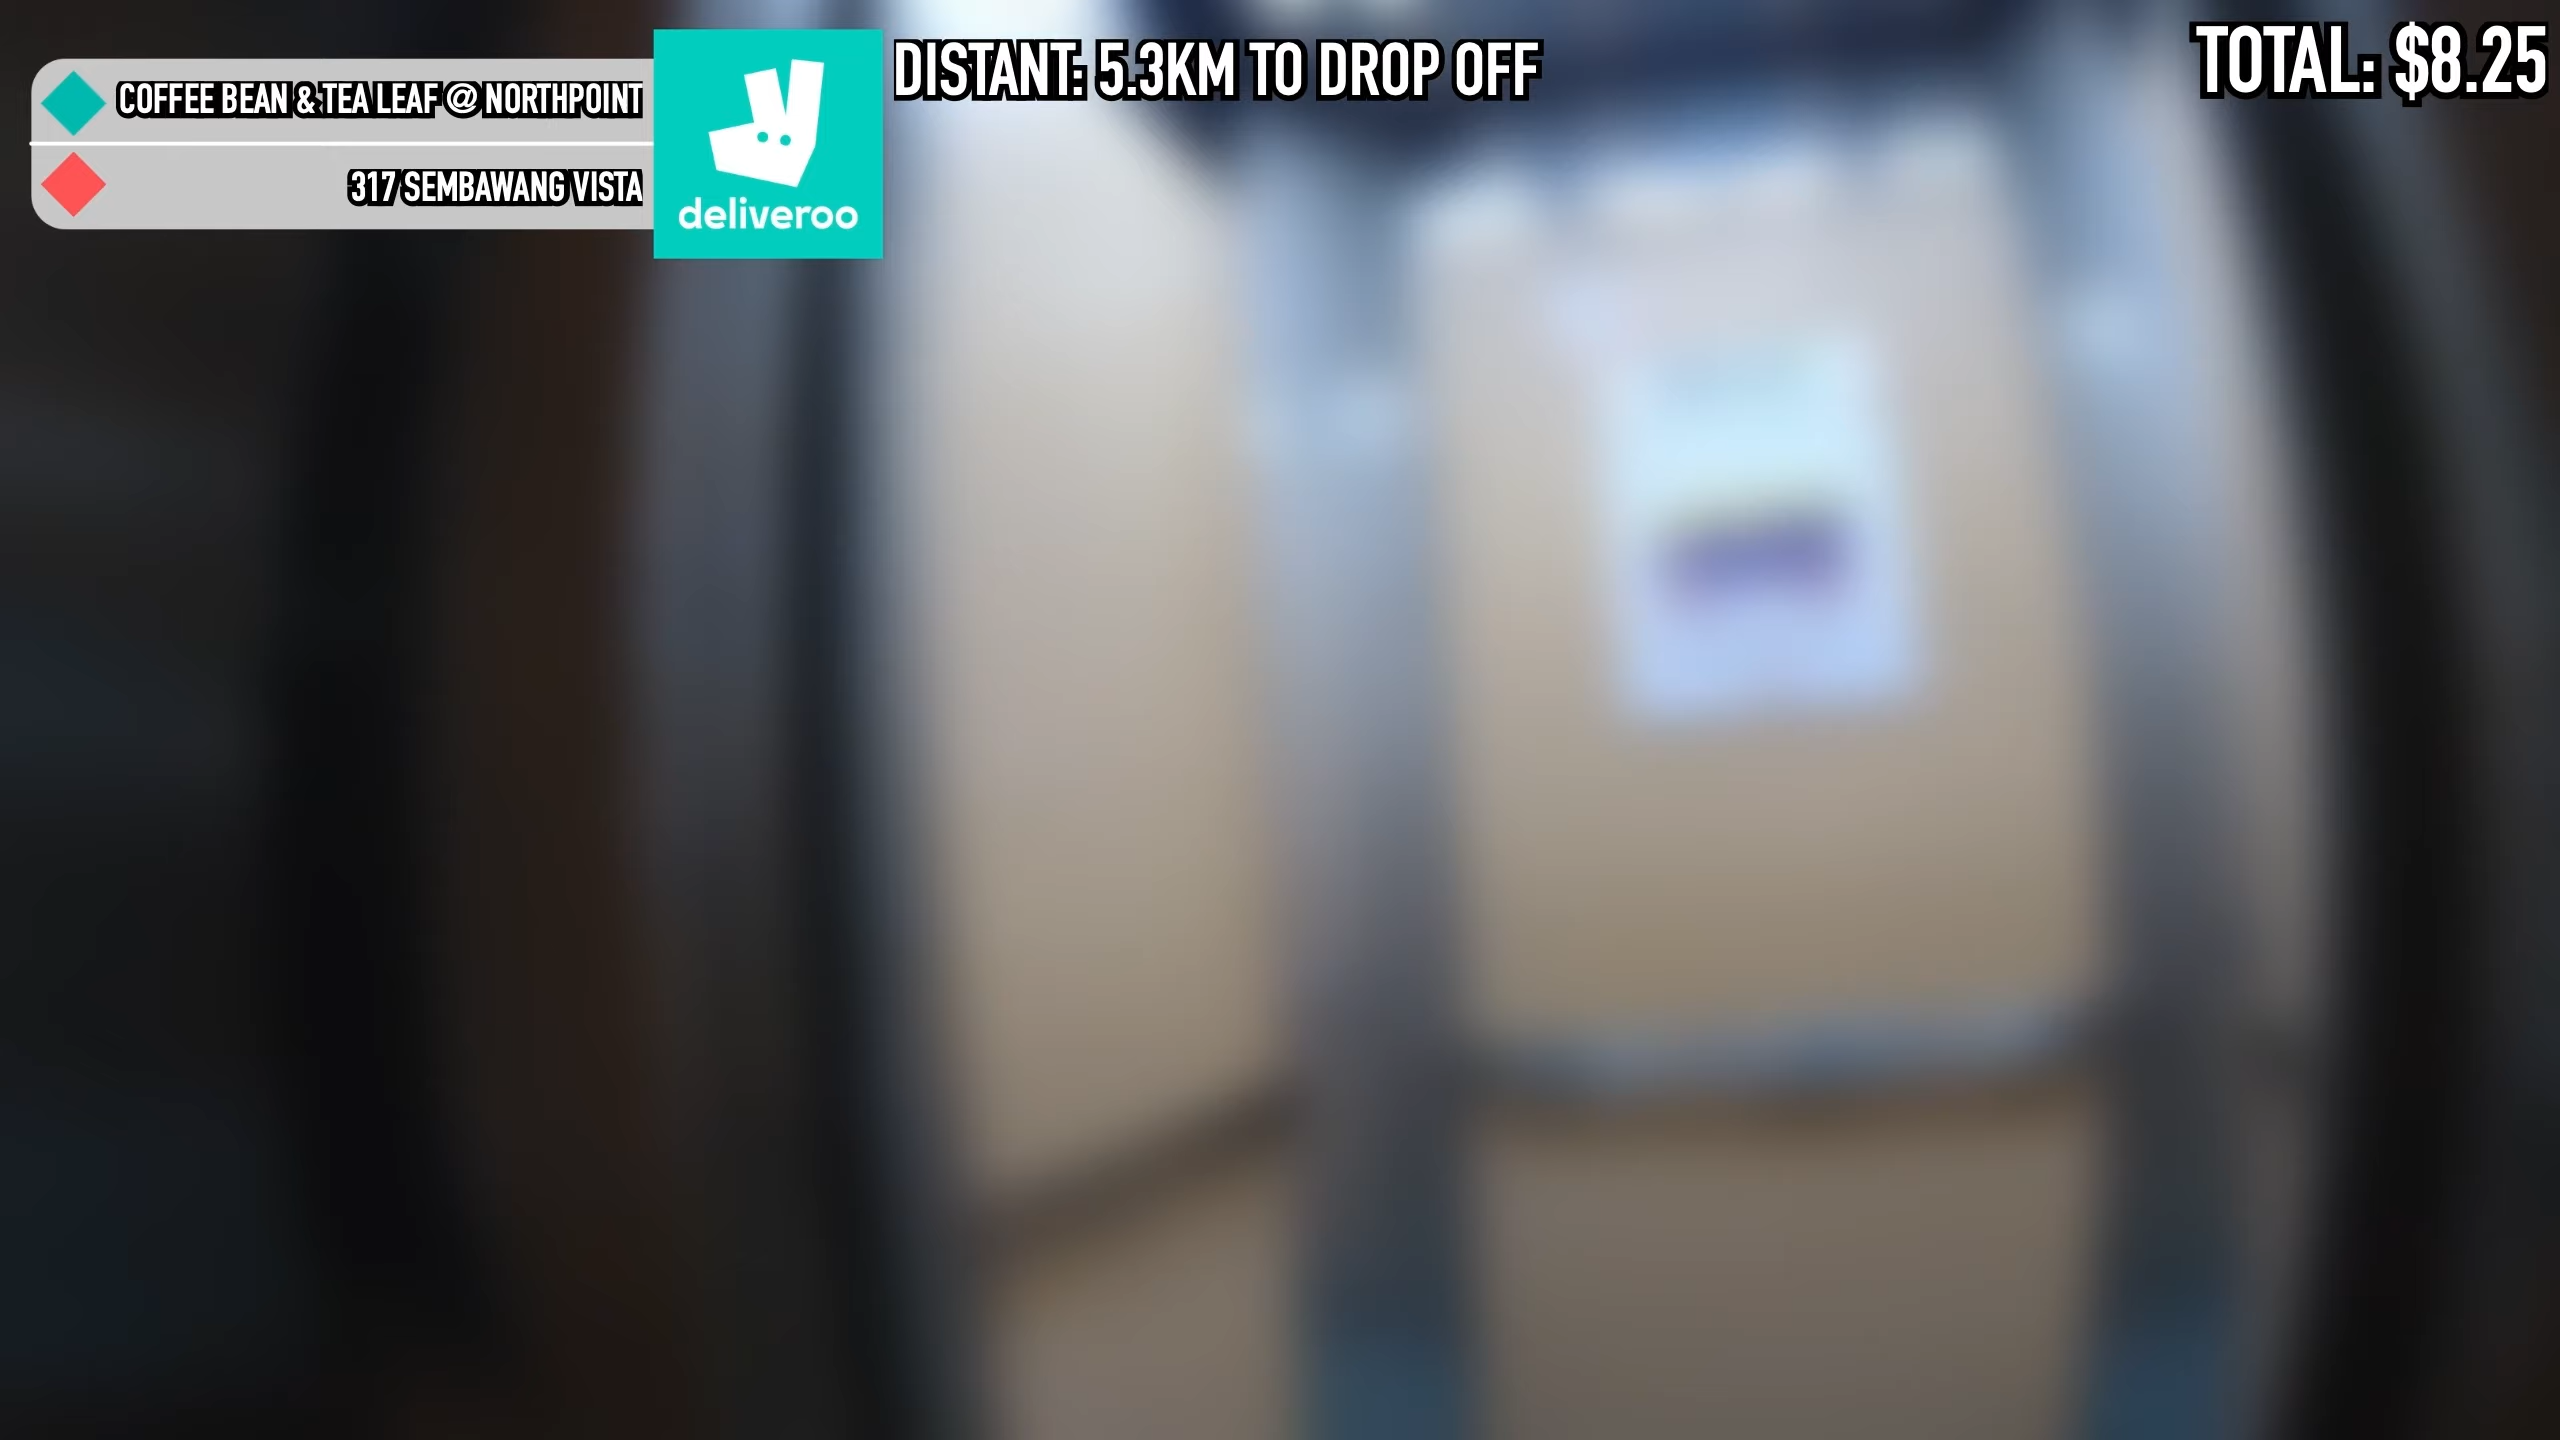 COFFEE BEAN & TEA LEAF @ NORTHPOINT
317 SEMBAWANG VISTA
deliveroo
DISTANT: 5.3KM TO DROP OFF
TOTAL: $8.25